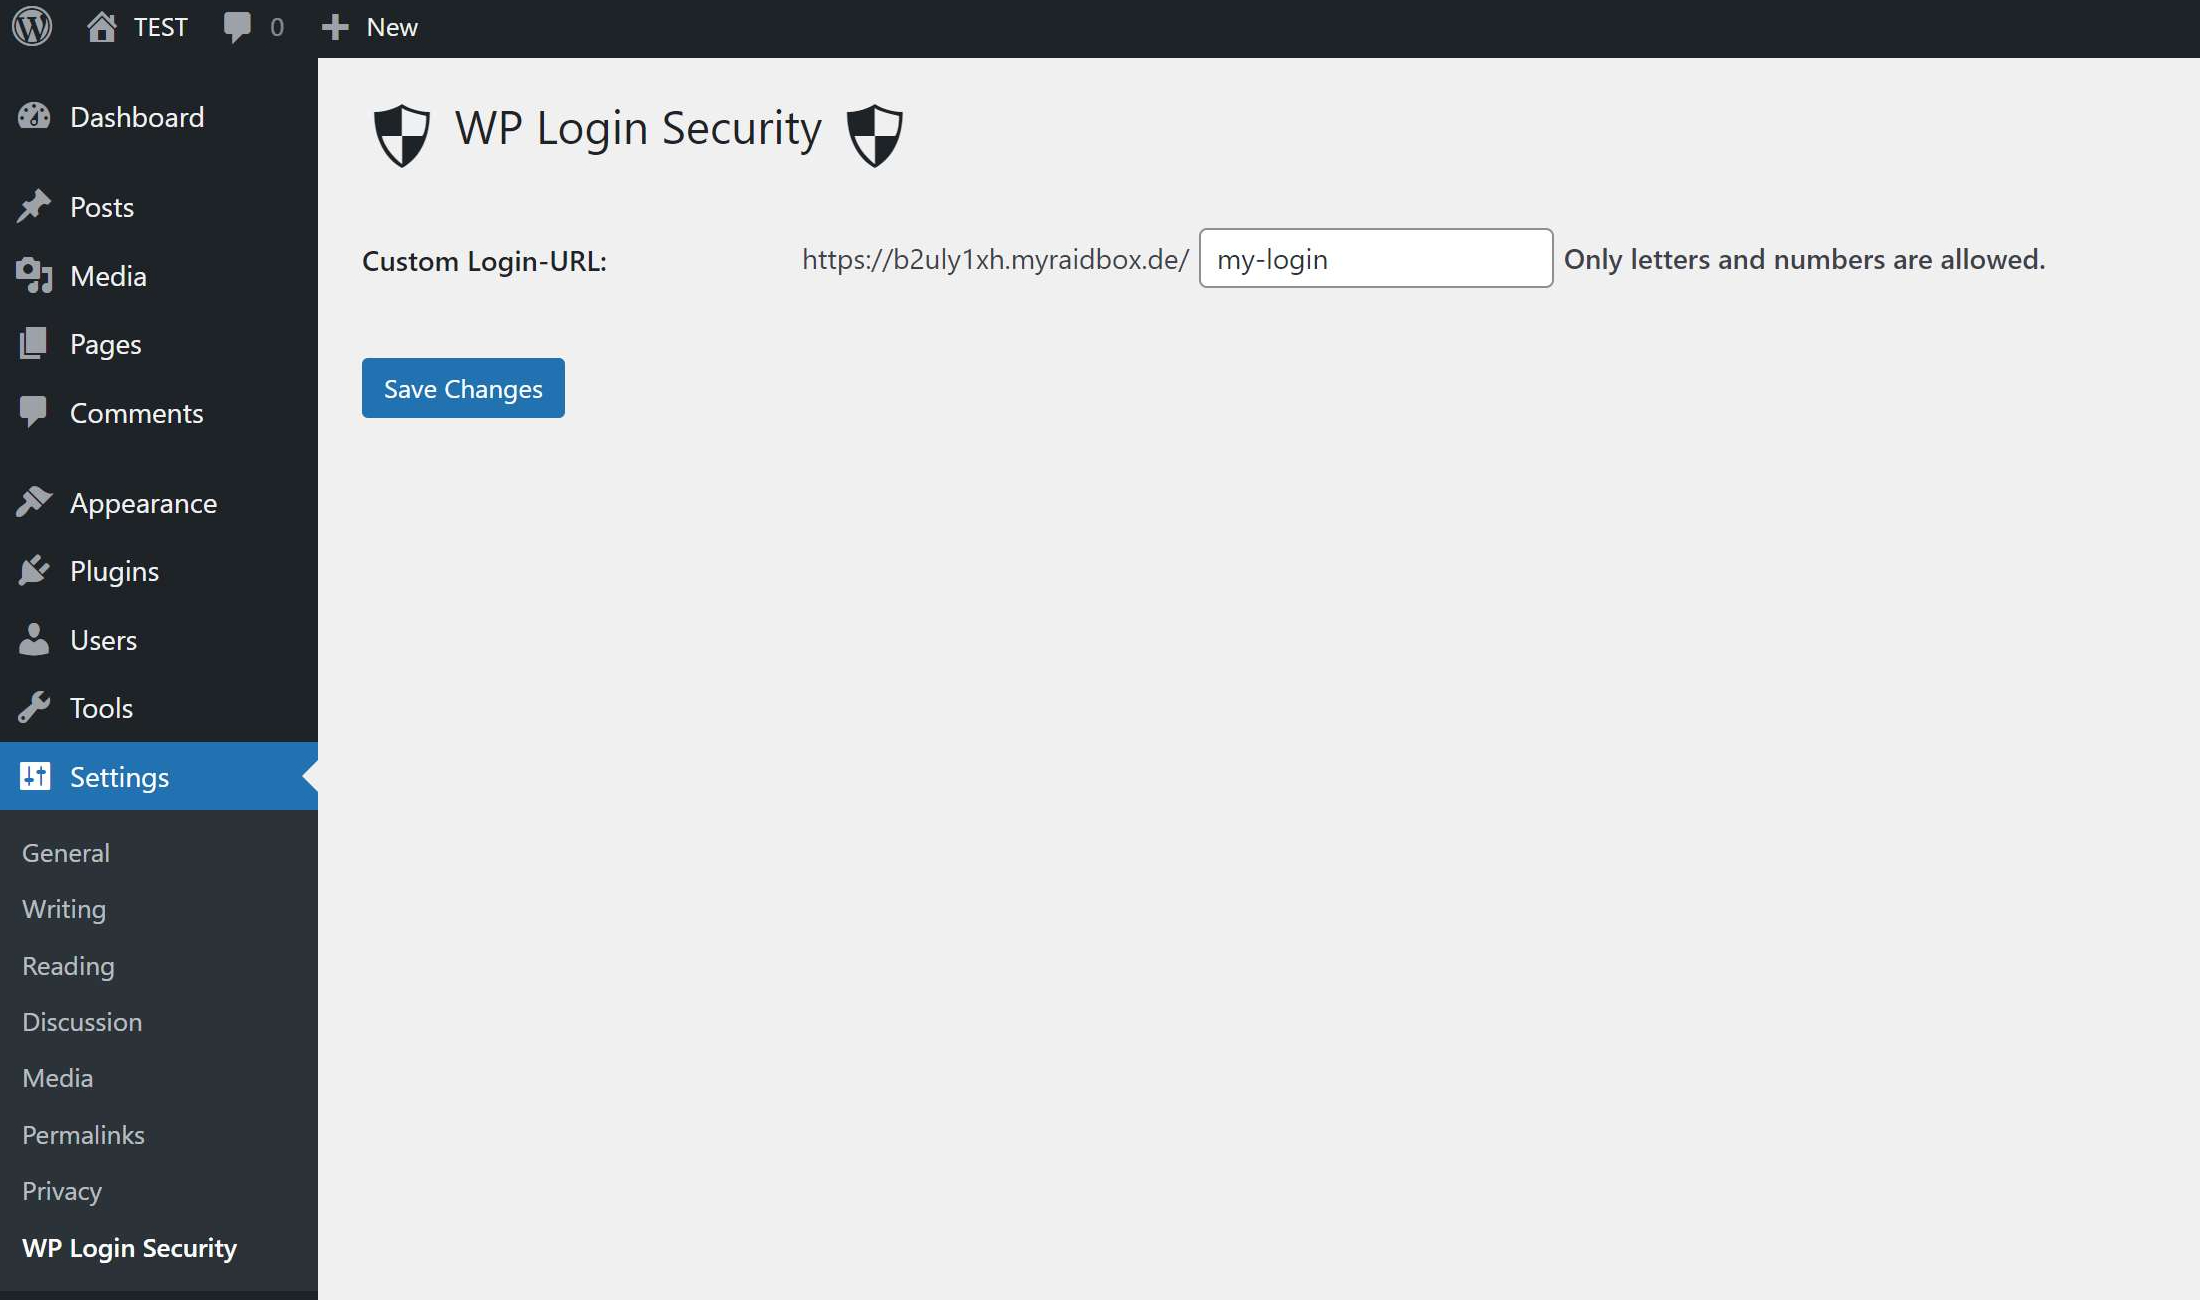 TEST 0 New
Dashboard
Posts
Media
Pages
Comments
Appearance
Plugins
Users
Tools
Settings
General
Writing
Reading
Discussion
Media
Permalinks
Privacy
WP Login Security
WP Login Security
Custom Login-URL: https://b2uly1xh.myraidbox.de/ my-login Only letters and numbers are allowed.
Save Changes